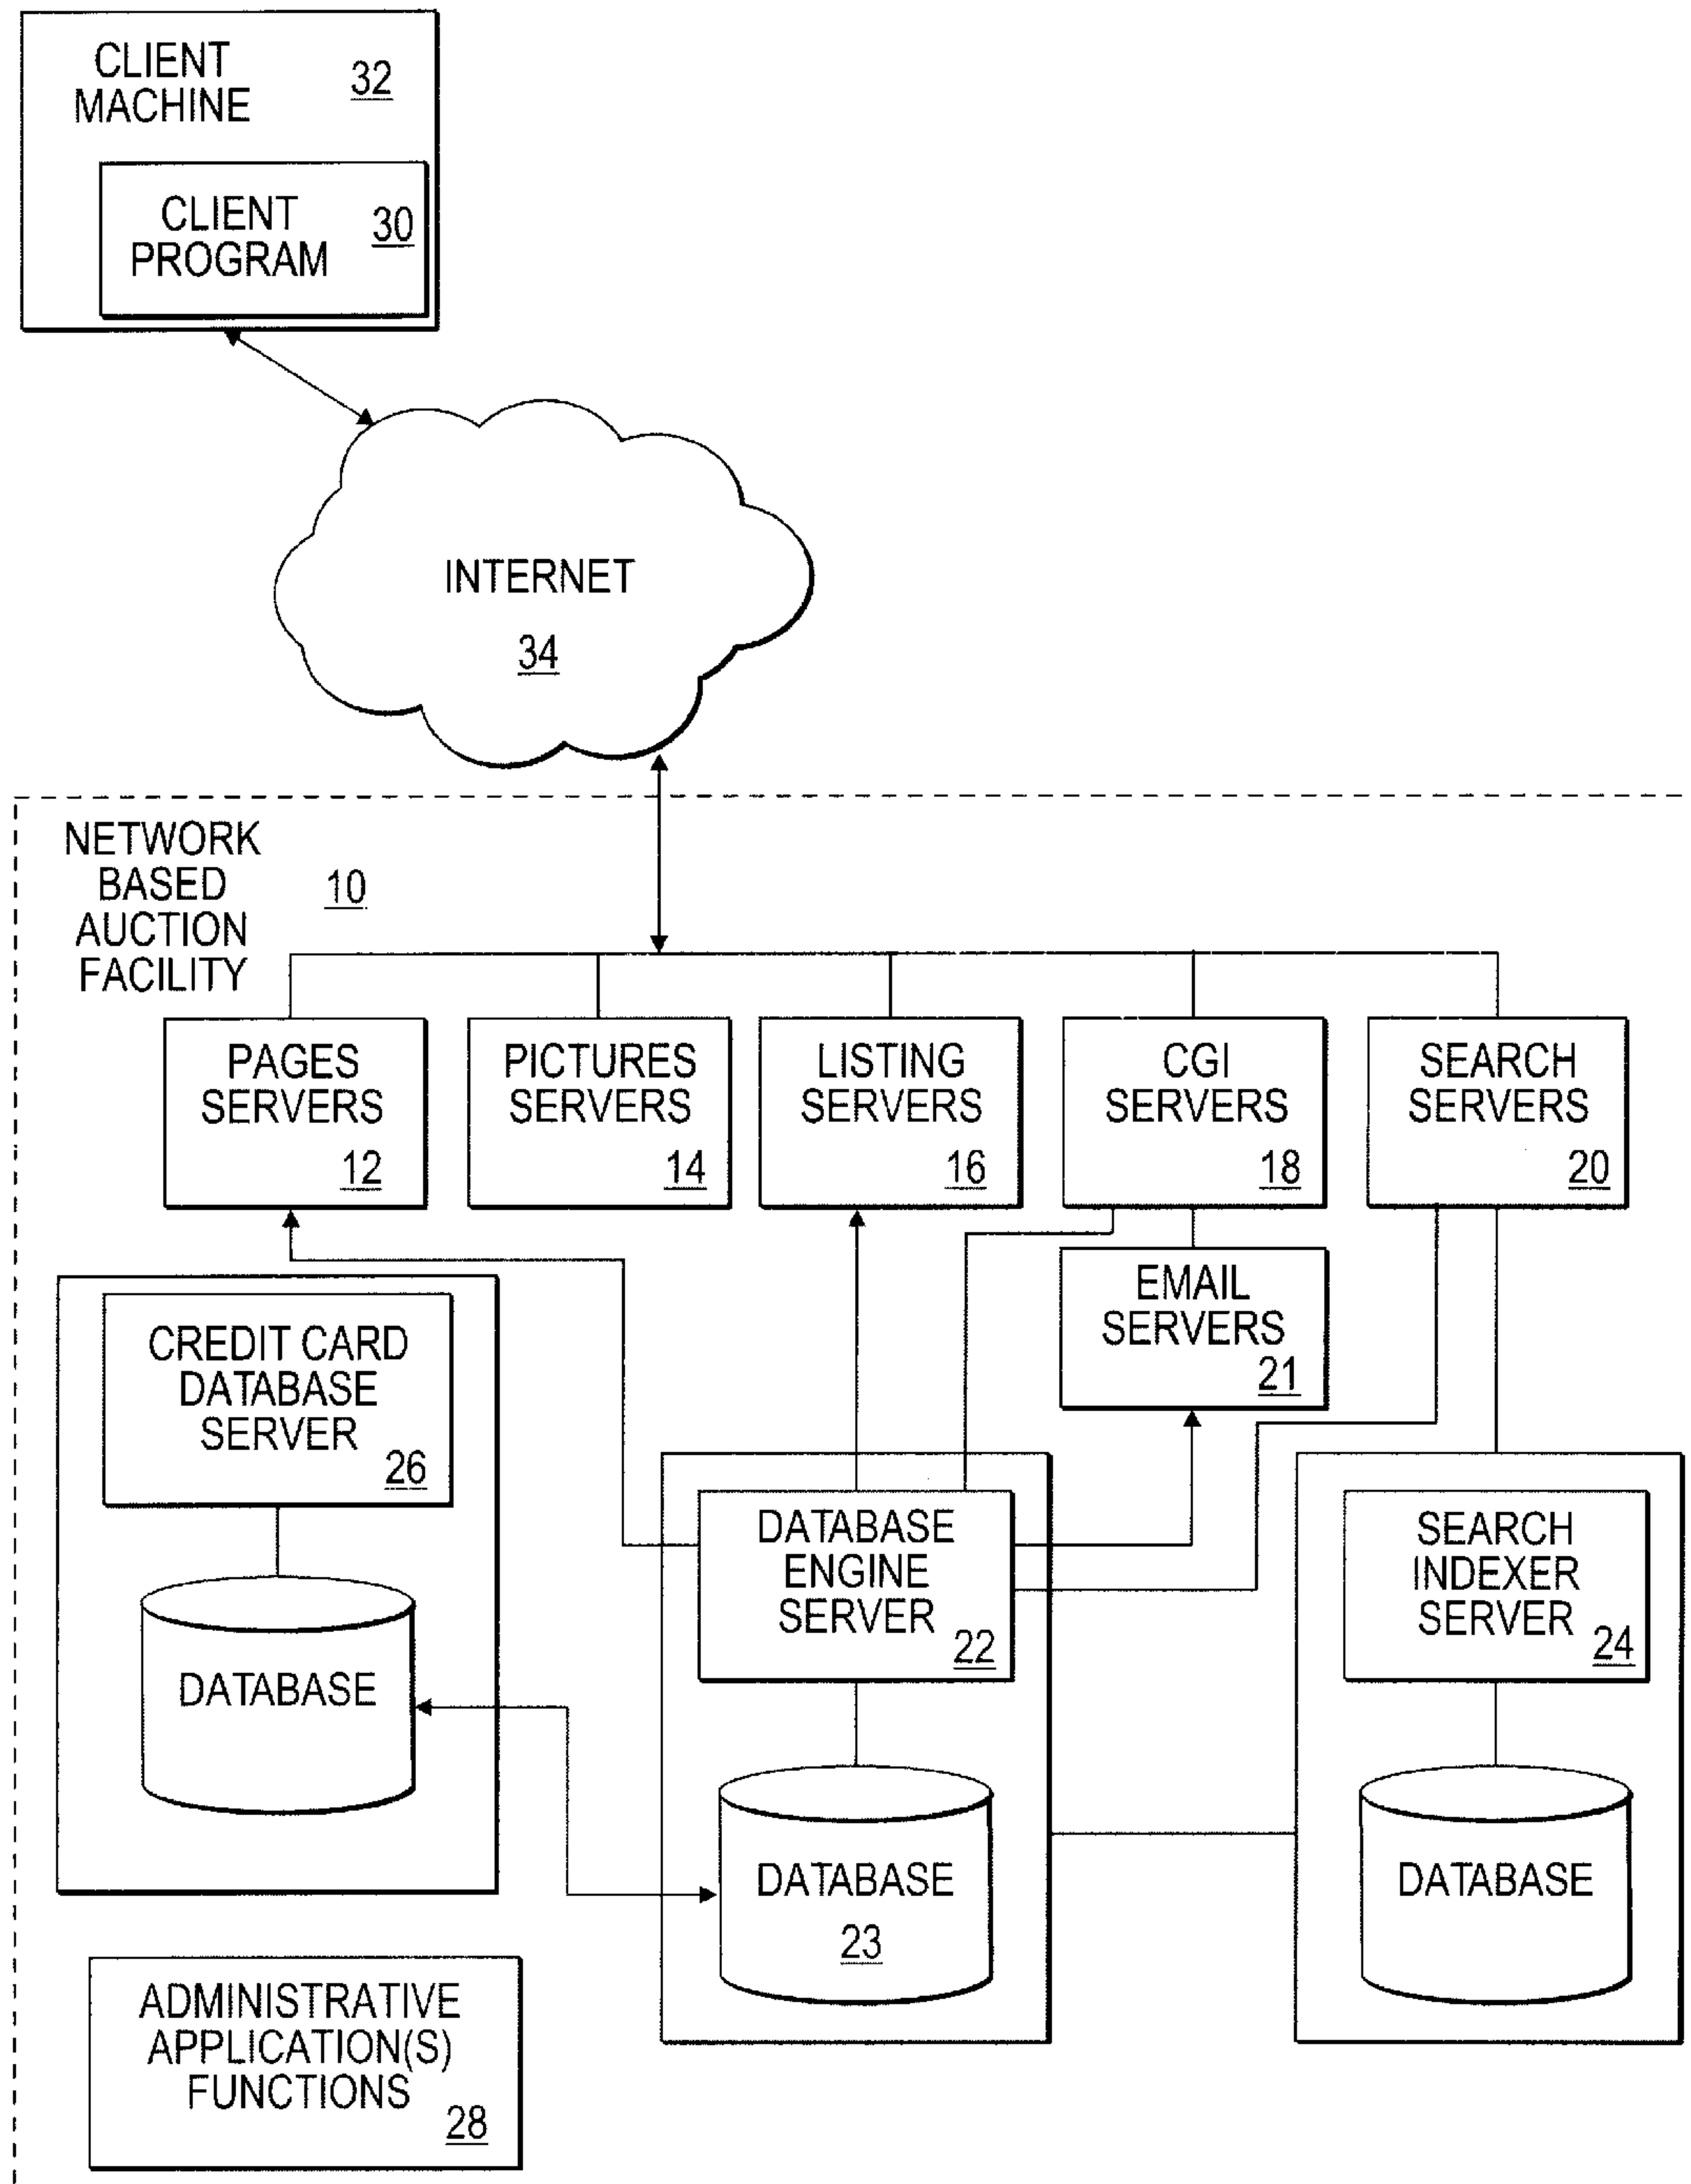 CLIENT
MACHINE
32
CLIENT
PROGRAM
30
INTERNET
34
NETWORK
BASED
AUCTION
FACILITY
10
PAGES
SERVERS
12
PICTURES
SERVERS
14
LISTING
SERVERS
16
CGI
SERVERS
18
SEARCH
SERVERS
20
EMAIL
SERVERS
21
CREDIT CARD
DATABASE
SERVER
26
DATABASE
DATABASE
ENGINE
SERVER
22
DATABASE
23
SEARCH
INDEXER
SERVER
24
DATABASE
ADMINISTRATIVE
APPLICATION(S)
FUNCTIONS
28